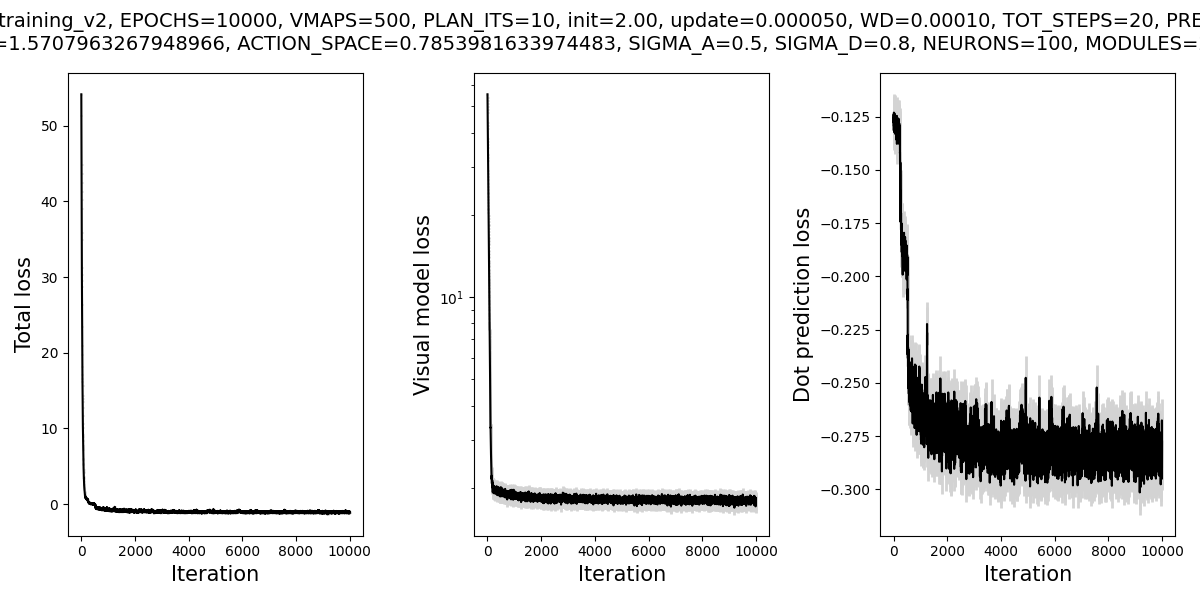 training_v2, EPOCHS=10000, VMAPS=500, PLAN_ITS=10, init=2.00, update=0.000050, WD=0.00010, TOT_STEPS=20, PRE
=1.5707963267948966, ACTION_SPACE=0.7853981633974483, SIGMA_A=0.5, SIGMA_D=0.8, NEURONS=100, MODULES=
Total loss
50
40
30
20
10
0
0 2000 4000 6000 8000 10000
Iteration
Visual model loss
10¹
0 2000 4000 6000 8000 10000
Iteration
Dot prediction loss
−0.125
−0.150
−0.175
−0.200
−0.225
−0.250
−0.275
−0.300
0 2000 4000 6000 8000 10000
Iteration